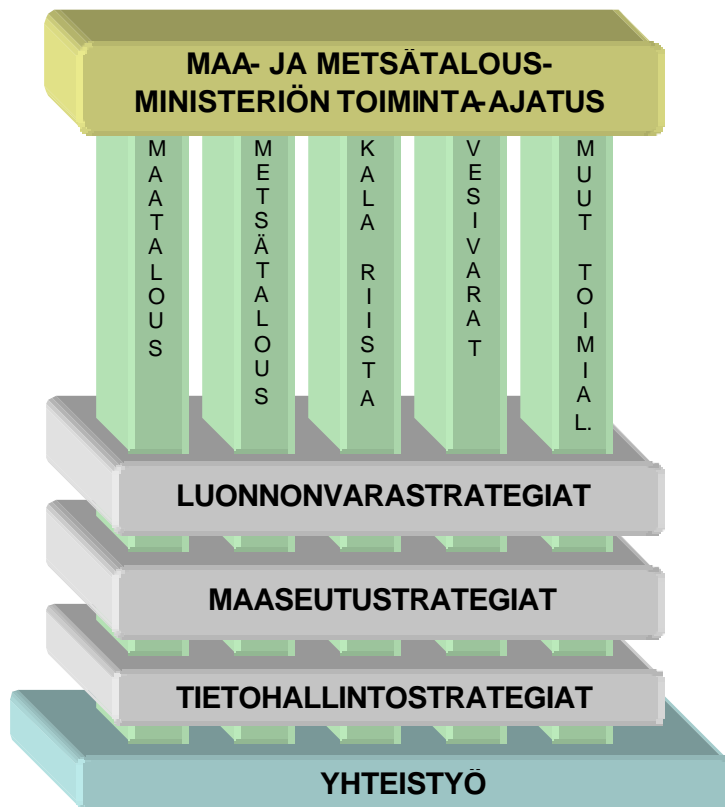 MAA- JA METSÄTALOUS-
MINISTERIÖN TOIMINTA-AJATUS
MAATALOUS
METSÄTALOUS
KALA RIISTA
VESIVARAT
MUUT TOIMIAL.
LUONNONVARASTRATEGIAT
MAASEUTUSTRATEGIAT
TIETOHALLINTOSTRATEGIAT
YHTEISTYÖ